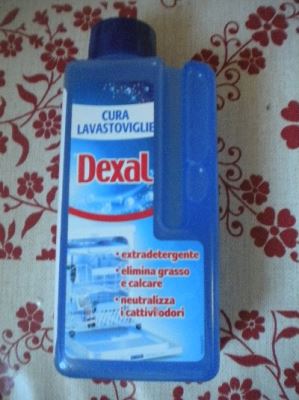 CURA
LAVASTOVIGLIE
Dexal
• extradetergente
• elimina grasso
e calcare
• neutralizza
i cattivi odori